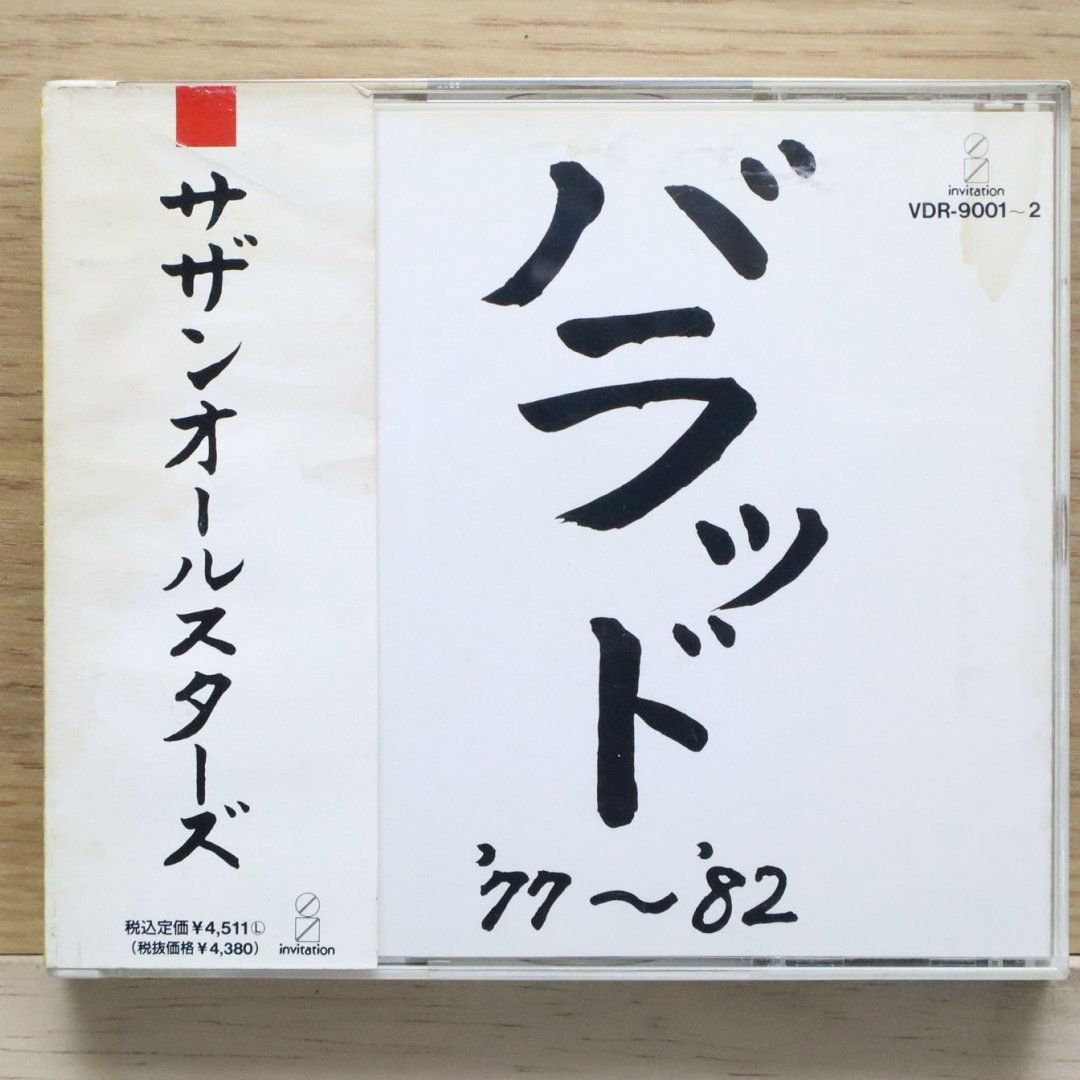 サザンオールスターズ
税込定価¥4,511Ⓛ
(税抜価格¥4,380)
invitation
バラッド
'77〜'82
invitation
VDR-9001〜2